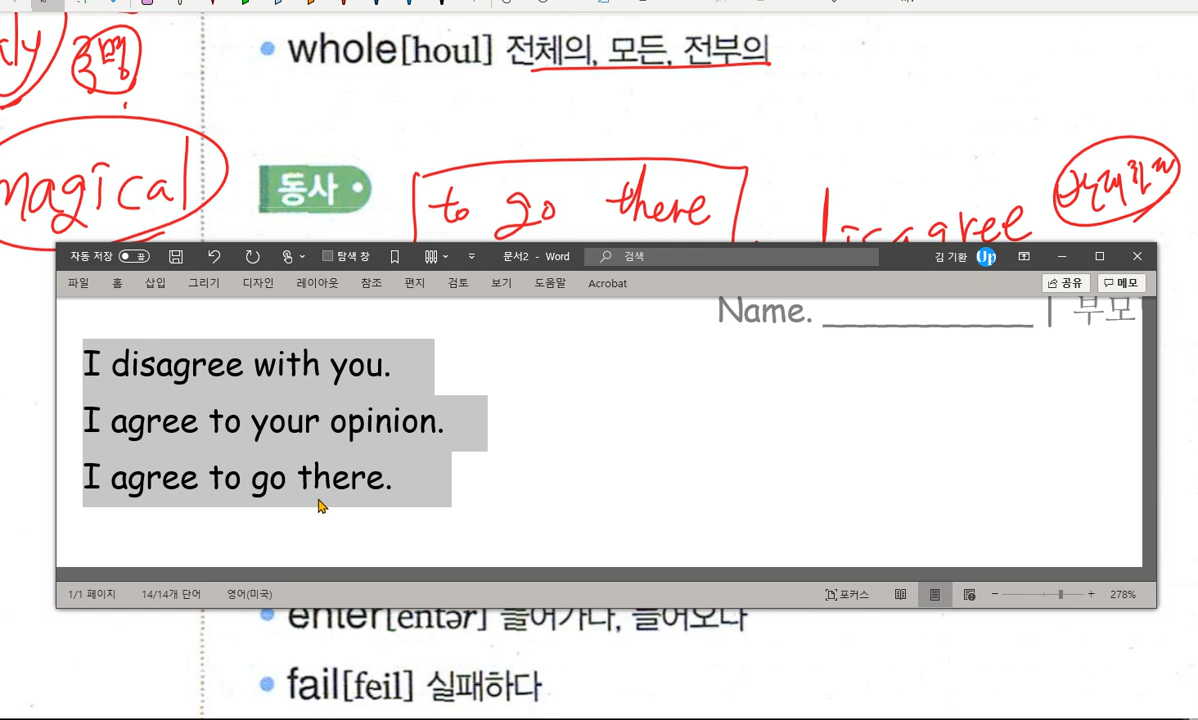 whole[houl] 전체의, 모든, 전부의
magical
동사
to go there
disagree
자동 저장
탐색 창
문서2 - Word
검색
김 기환
Up
파일 홈 삽입 그리기 디자인 레이아웃 참조 편지 검토 보기 도움말 Acrobat
공유 메모
Name. ____________ | 부모
I disagree with you.
I agree to your opinion.
I agree to go there.
1/1 페이지 14/14개 단어 영어(미국)
포커스
278%
enter[entər] 들어가다, 들어오다
fail[feil] 실패하다